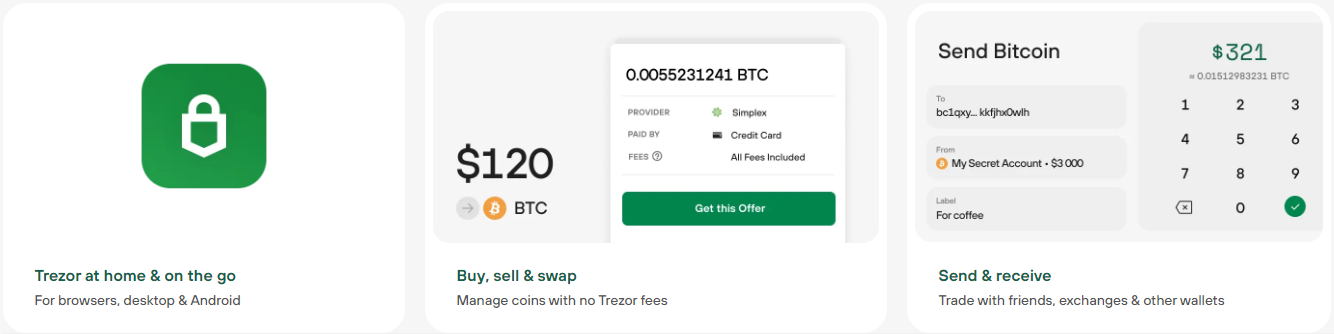 $120
BTC
0.0055231241 BTC
PROVIDER Simplex
PAID BY Credit Card
FEES All Fees Included
Get this Offer
Send Bitcoin
To
bc1qxy... kkfjhx0wlh
From
My Secret Account • $3 000
Label
For coffee
$321
≈ 0.01512983231 BTC
1 2 3
4 5 6
7 8 9
0
Trezor at home & on the go
For browsers, desktop & Android
Buy, sell & swap
Manage coins with no Trezor fees
Send & receive
Trade with friends, exchanges & other wallets